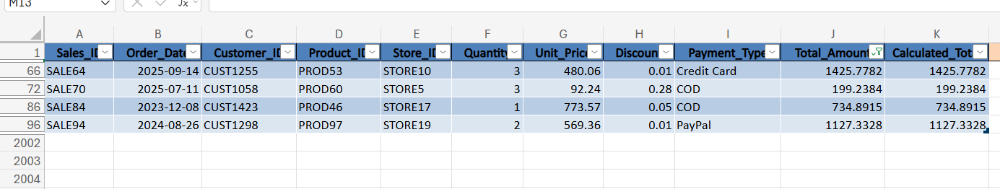 M13
A B C D E F G H I J K
1 Sales_ID Order_Date Customer_ID Product_ID Store_ID Quantity Unit_Pric Discoun Payment_Type Total_Amount Calculated_Tot
66 SALE64 2025-09-14 CUST1255 PROD53 STORE10 3 480.06 0.01 Credit Card 1425.7782 1425.7782
72 SALE70 2025-07-11 CUST1058 PROD60 STORE5 3 92.24 0.28 COD 199.2384 199.2384
86 SALE84 2023-12-08 CUST1423 PROD46 STORE17 1 773.57 0.05 COD 734.8915 734.8915
96 SALE94 2024-08-26 CUST1298 PROD97 STORE19 2 569.36 0.01 PayPal 1127.3328 1127.3328
2002
2003
2004